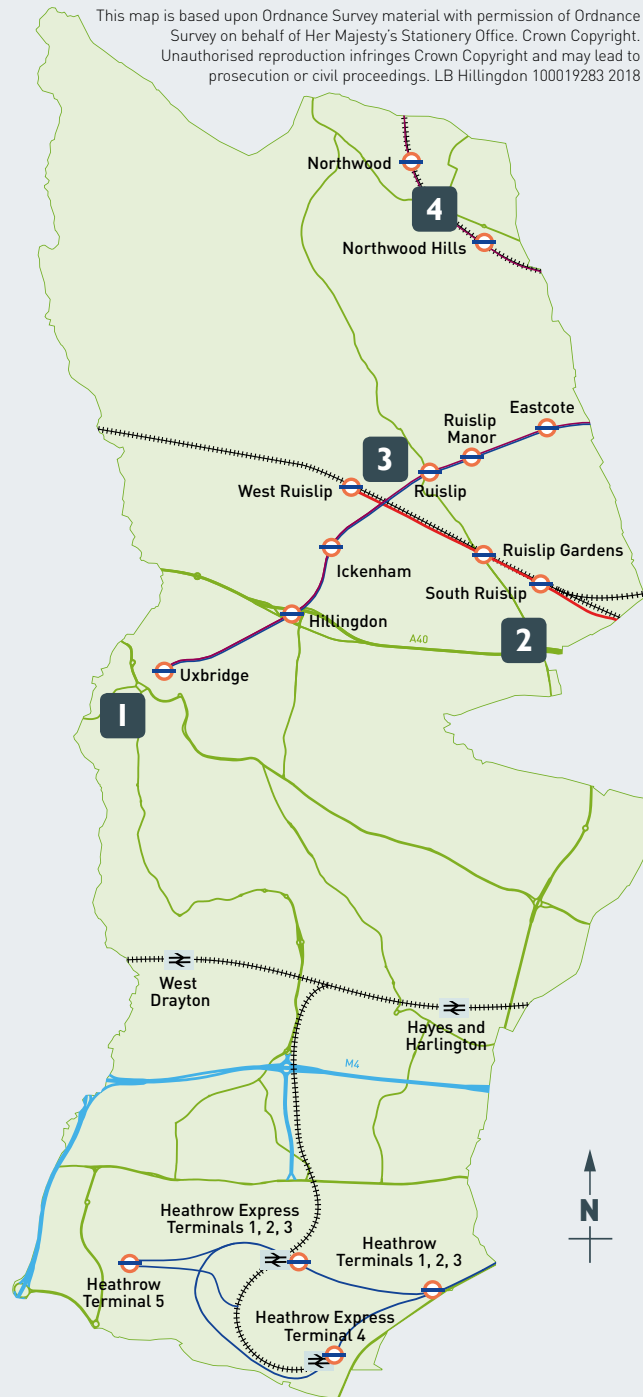 This map is based upon Ordnance Survey material with permission of Ordnance
Survey on behalf of Her Majesty's Stationery Office. Crown Copyright.
Unauthorised reproduction infringes Crown Copyright and may lead to
prosecution or civil proceedings. LB Hillingdon 100019283 2018
Northwood
4
Northwood Hills
Eastcote
Ruislip
Manor
3
Ruislip
West Ruislip
Ruislip Gardens
Ickenham
South Ruislip
Hillingdon
A40
2
Uxbridge
1
West
Drayton
Hayes and
Harlington
M4
Heathrow Express
Terminals 1, 2, 3
N
Heathrow
Terminals 1, 2, 3
Heathrow
Terminal 5
Heathrow Express
Terminal 4